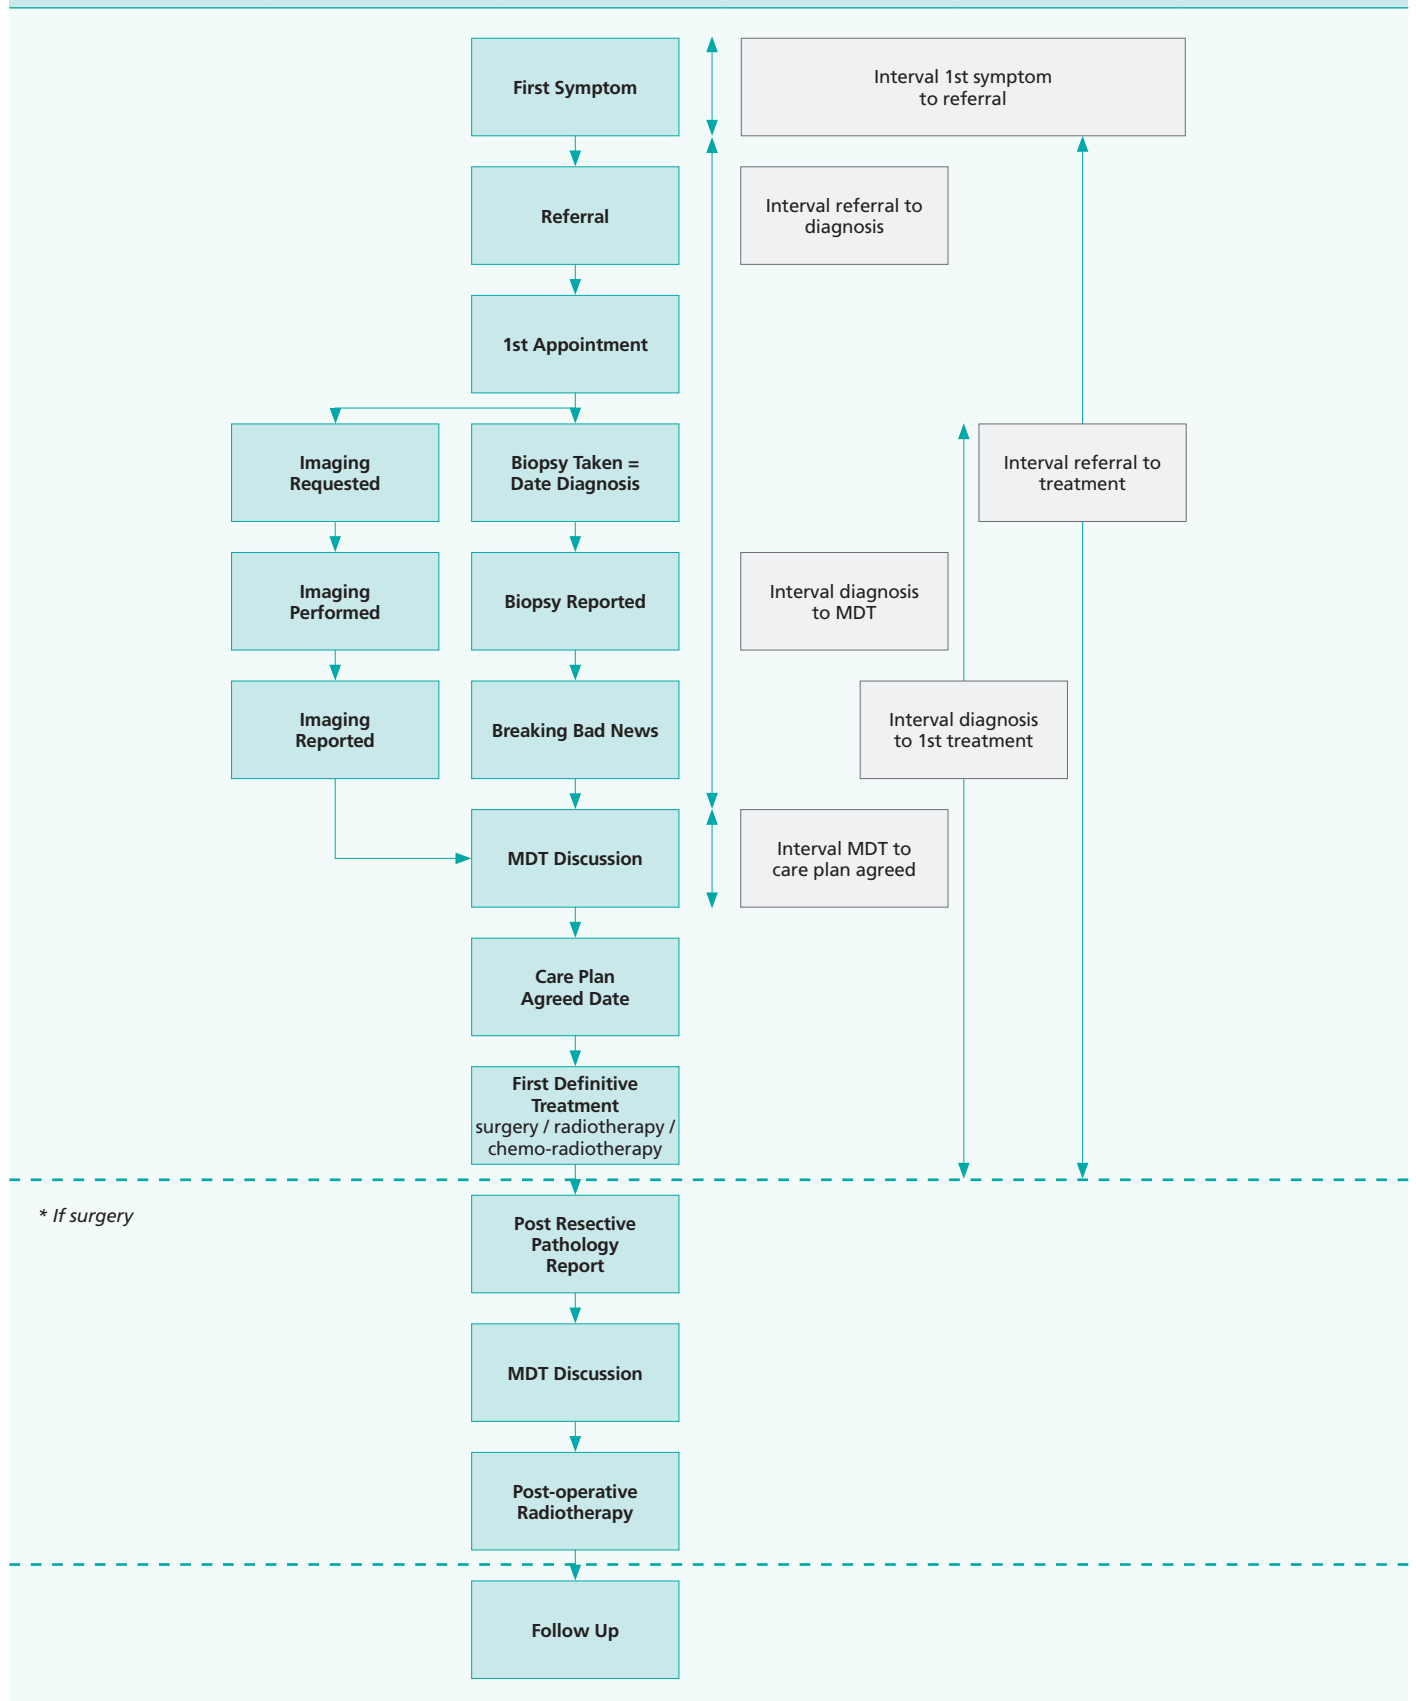 First Symptom
Interval 1st symptom
to referral
Referral
Interval referral to
diagnosis
1st Appointment
Imaging
Requested
Biopsy Taken =
Date Diagnosis
Interval referral to
treatment
Imaging
Performed
Biopsy Reported
Interval diagnosis
to MDT
Imaging
Reported
Breaking Bad News
Interval diagnosis
to 1st treatment
MDT Discussion
Interval MDT to
care plan agreed
Care Plan
Agreed Date
First Definitive
Treatment
surgery / radiotherapy /
chemo-radiotherapy
* If surgery
Post Resective
Pathology
Report
MDT Discussion
Post-operative
Radiotherapy
Follow Up